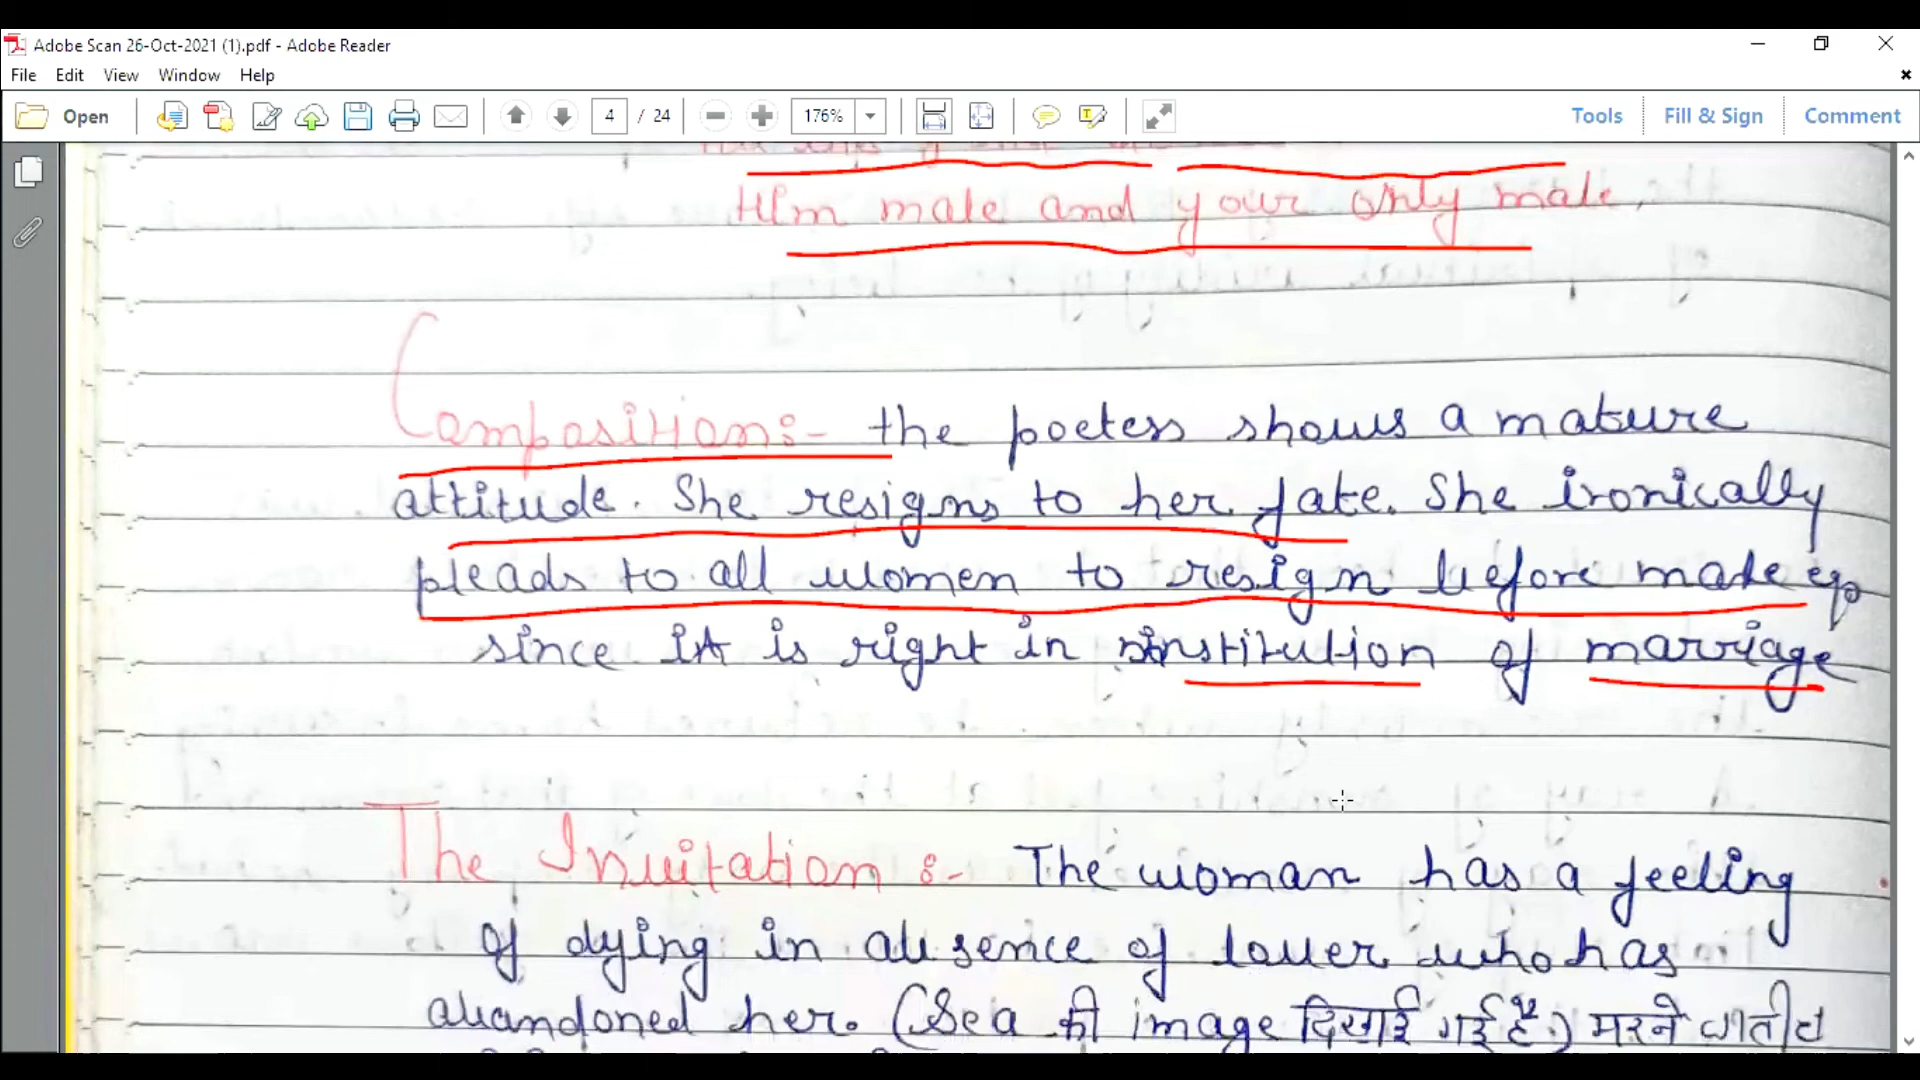 Adobe Scan 26-Oct-2021 (1).pdf - Adobe Reader
File Edit View Window Help
Open 4 / 24 176% Tools Fill & Sign Comment
Him male and your only male,
Composition:- the poetess shows a mature
attitude. She resigns to her fate. She ironically
pleads to all women to resign before male ego
since it is right in institution of marriage
The Invitation :- The woman has a feeling
of dying in absence of lover who has
abandoned her. (Sea की image दिखाई गई है) मरने वाली